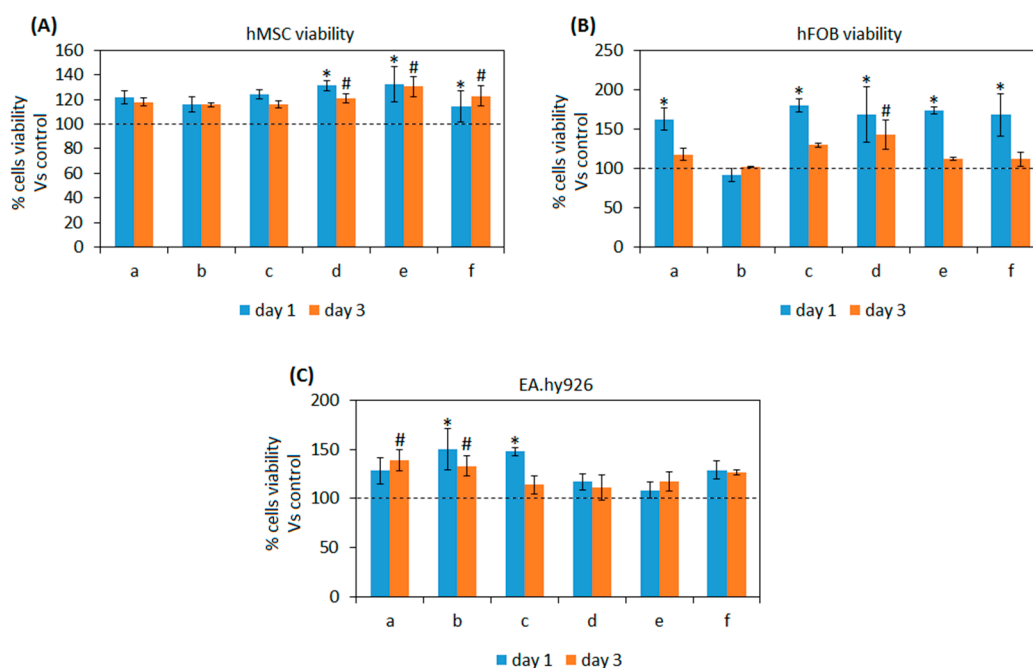 (A)
hMSC viability
% cells viability
Vs control
160
140
120
100
80
60
40
20
0
* # * # * #
a b c d e f
day 1 day 3
(B)
hFOB viability
% cells viability
Vs control
250
200
150
100
50
0
* * * # * *
a b c d e f
day 1 day 3
(C)
EA.hy926
% cells viability
Vs control
200
150
100
50
0
# * # *
a b c d e f
day 1 day 3